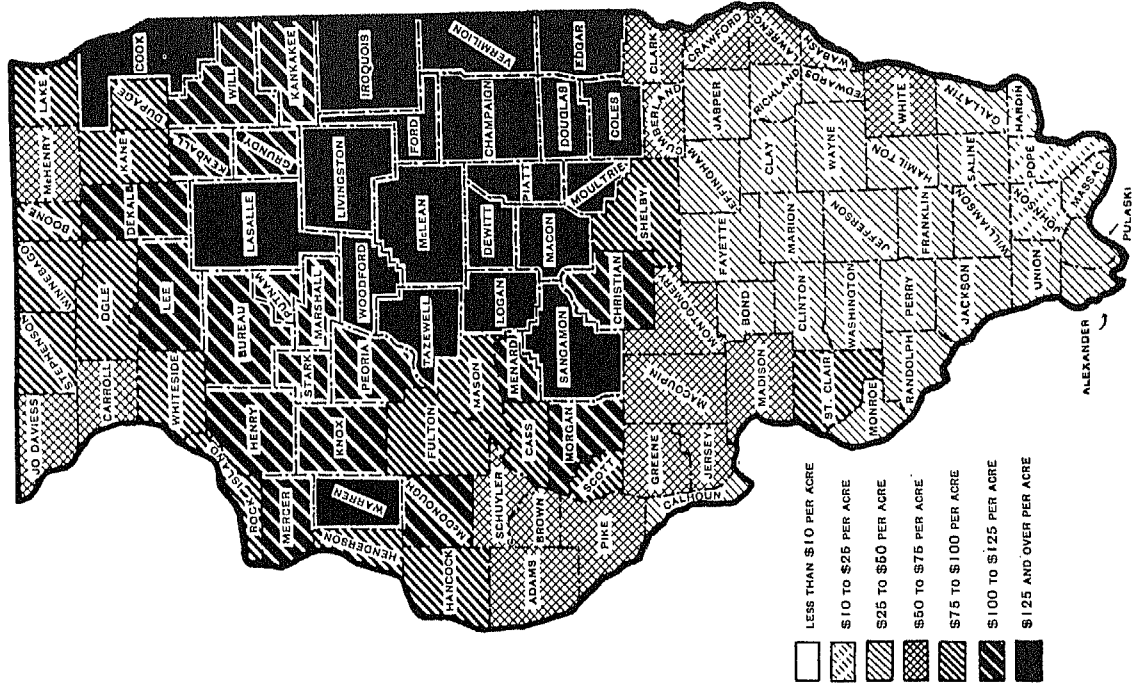 JO DAVIESS
STEPHENSON
WINNEBAGO
BOONE
McHENRY
LAKE
CARROLL
OGLE
DEKALB
KANE
DUPAGE
COOK
WHITESIDE
LEE
KENDALL
WILL
ROCK ISLAND
HENRY
BUREAU
LASALLE
GRUNDY
KANKAKEE
MERCER
KNOX
STARK
PUTNAM
MARSHALL
LIVINGSTON
IROQUOIS
HENDERSON
WARREN
PEORIA
WOODFORD
FORD
HANCOCK
McDONOUGH
FULTON
TAZEWELL
McLEAN
CHAMPAIGN
VERMILION
ADAMS
SCHUYLER
BROWN
MASON
CASS
MENARD
LOGAN
DEWITT
PIATT
DOUGLAS
EDGAR
PIKE
SCOTT
MORGAN
SANGAMON
MACON
MOULTRIE
COLES
CHRISTIAN
SHELBY
CUMBERLAND
CLARK
CALHOUN
GREENE
JERSEY
MACOUPIN
MONTGOMERY
FAYETTE
EFFINGHAM
JASPER
CRAWFORD
MADISON
BOND
MARION
CLAY
RICHLAND
LAWRENCE
ST. CLAIR
CLINTON
MONROE
WASHINGTON
JEFFERSON
WAYNE
EDWARDS
WABASH
RANDOLPH
PERRY
FRANKLIN
HAMILTON
WHITE
JACKSON
WILLIAMSON
SALINE
GALLATIN
UNION
JOHNSON
POPE
HARDIN
ALEXANDER
PULASKI
MASSAC
LESS THAN $10 PER ACRE
$10 TO $25 PER ACRE
$25 TO $50 PER ACRE
$50 TO $75 PER ACRE
$75 TO $100 PER ACRE
$100 TO $125 PER ACRE
$125 AND OVER PER ACRE